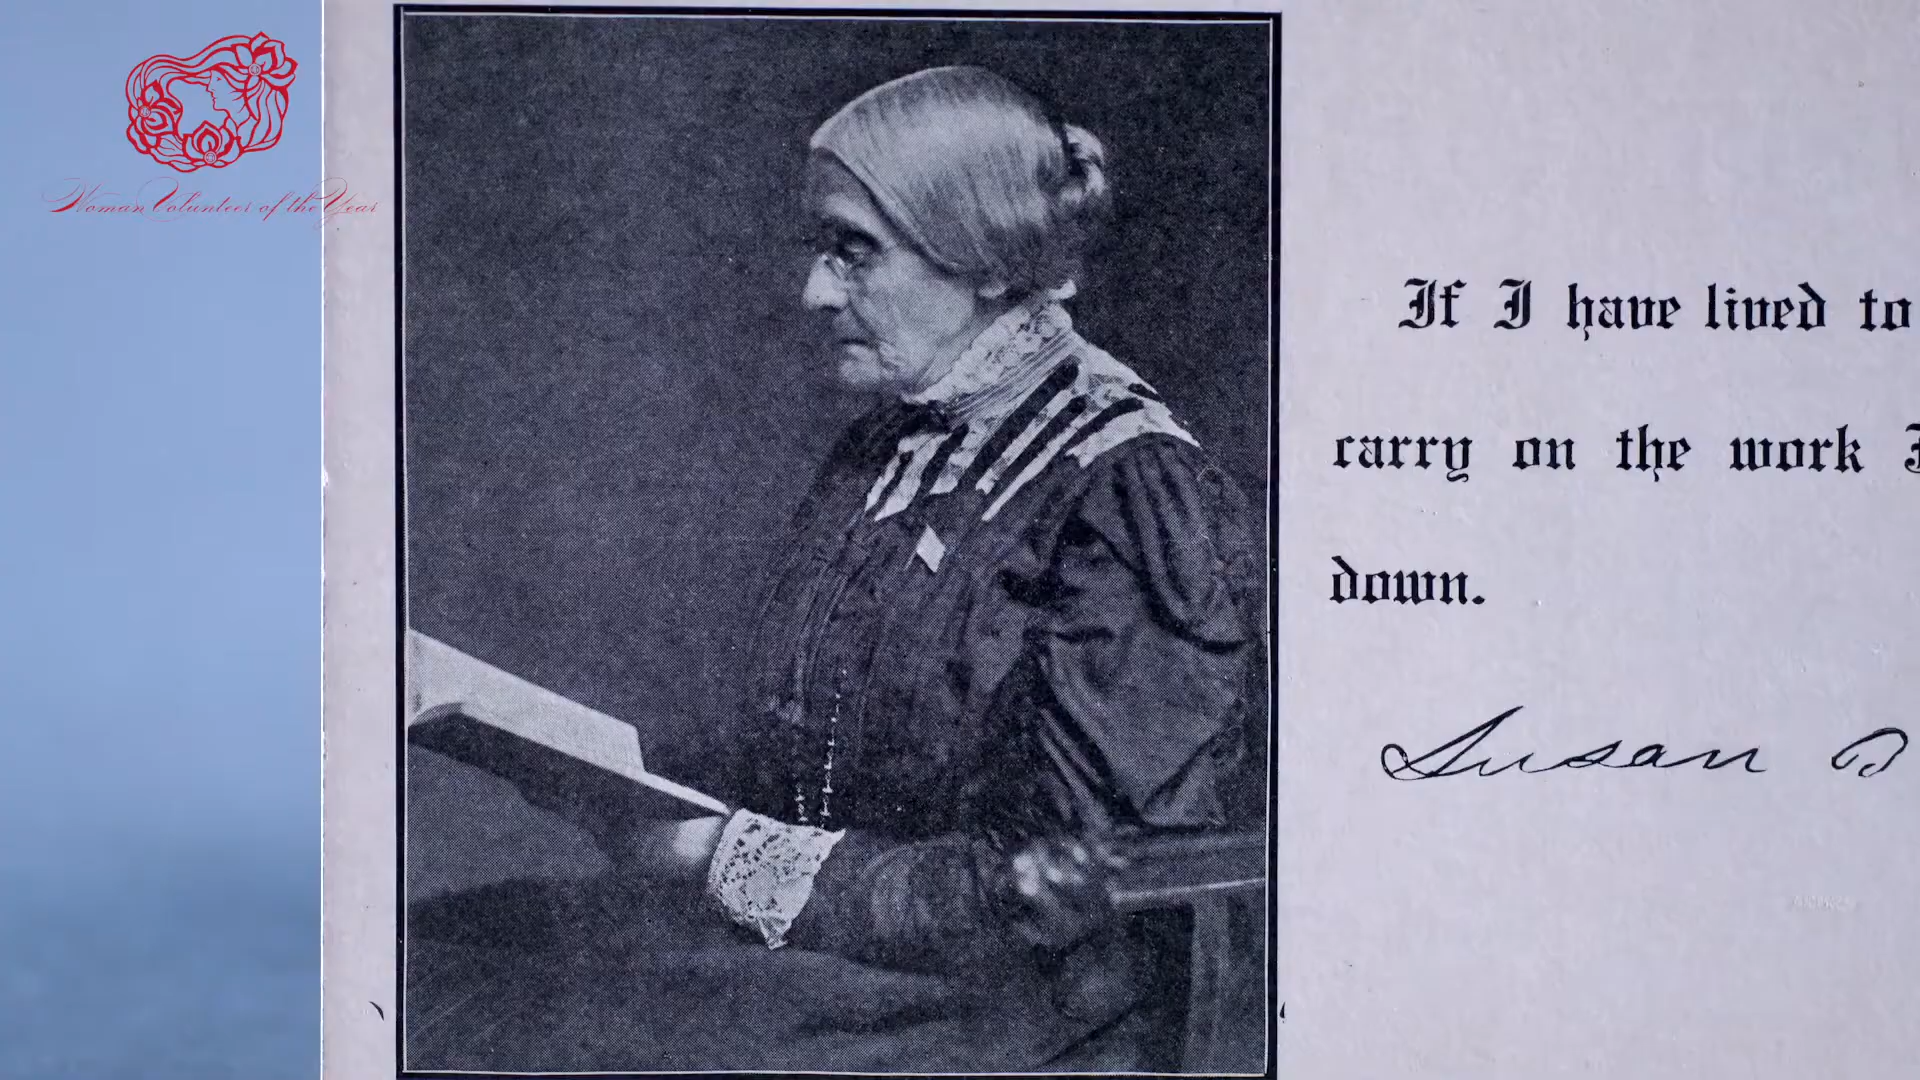 Woman Volunteer of the Year
If I have lived to
carry on the work
down.
Susan B